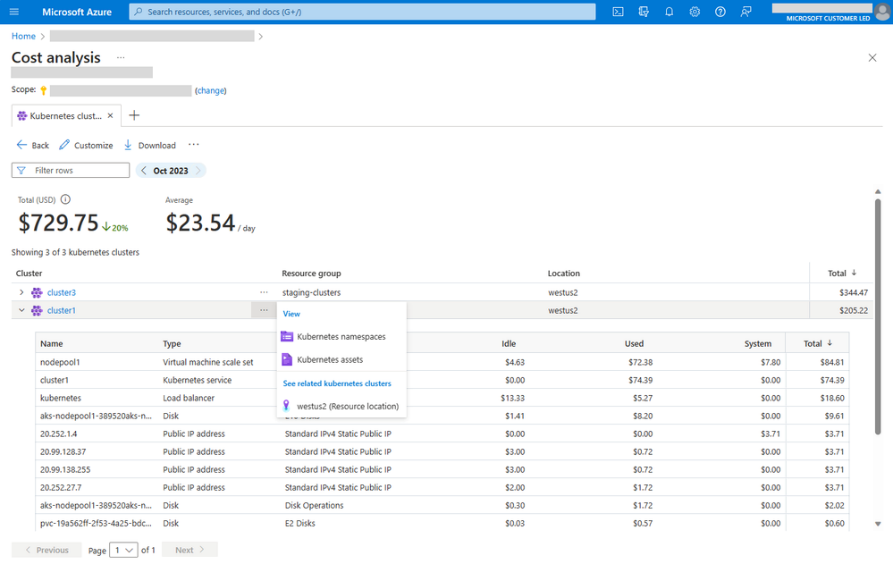 Microsoft Azure
Search resources, services, and docs (G+/)
MICROSOFT CUSTOMER LED
Home >
Cost analysis ...
Scope: (change)
Kubernetes clust... × +
Back Customize Download ...
Filter rows < Oct 2023 >
Total (USD) Average
$729.75 ↓20% $23.54 / day
Showing 3 of 3 kubernetes clusters
Cluster Resource group Location Total ↓
cluster3 ... staging-clusters westus2 $344.47
cluster1 ... westus2 $205.22
View
Kubernetes namespaces
Kubernetes assets
See related kubernetes clusters
westus2 (Resource location)
Name Type Idle Used System Total ↓
nodepool1 Virtual machine scale set $4.63 $72.38 $7.80 $84.81
cluster1 Kubernetes service $0.00 $74.39 $0.00 $74.39
kubernetes Load balancer $13.33 $5.27 $0.00 $18.60
aks-nodepool1-389520aks-n... Disk $1.41 $8.20 $0.00 $9.61
20.252.1.4 Public IP address Standard IPv4 Static Public IP $0.00 $0.00 $3.71 $3.71
20.99.128.37 Public IP address Standard IPv4 Static Public IP $3.00 $0.72 $0.00 $3.71
20.99.138.255 Public IP address Standard IPv4 Static Public IP $3.00 $0.72 $0.00 $3.71
20.252.27.7 Public IP address Standard IPv4 Static Public IP $2.00 $1.72 $0.00 $3.71
aks-nodepool1-389520aks-n... Disk Disk Operations $0.30 $1.72 $0.00 $2.02
pvc-19a562ff-2f53-4a25-bdc... Disk E2 Disks $0.03 $0.57 $0.00 $0.60
< Previous Page 1 of 1 Next >